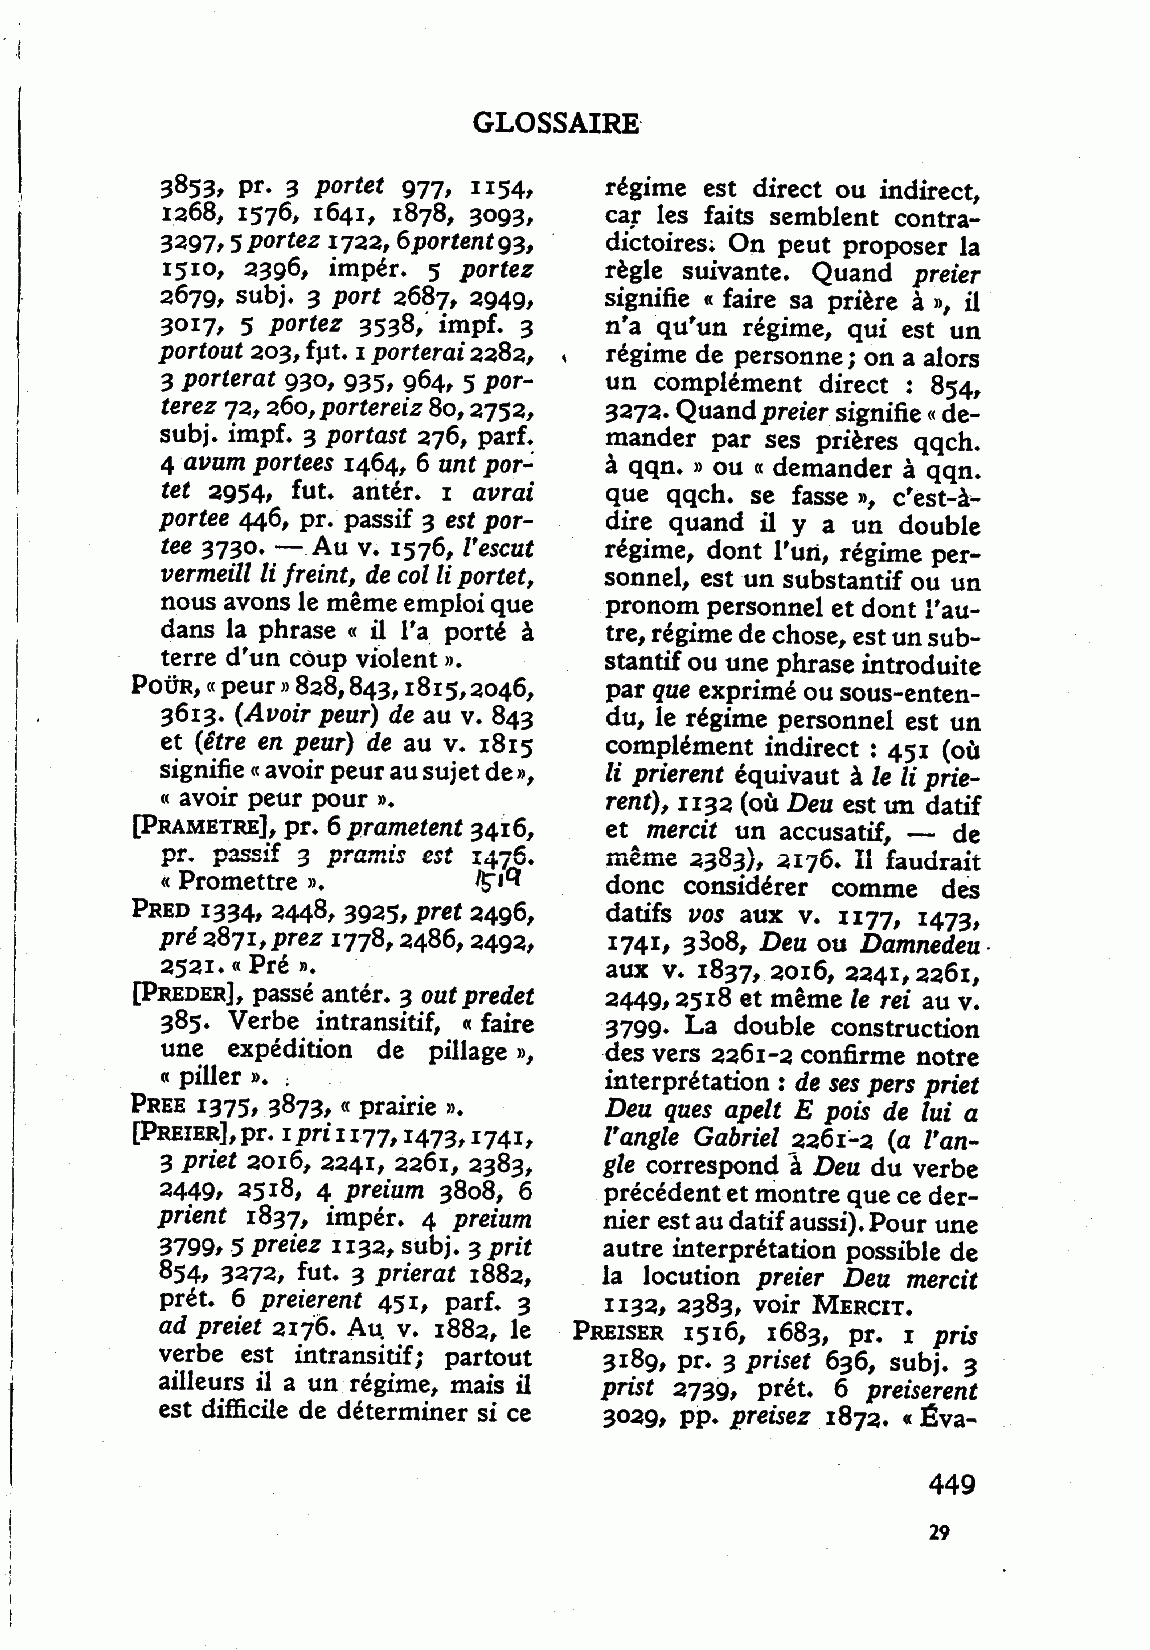 GLOSSAIRE
3853, pr. 3 portet 977, 1154,
1268, 1576, 1641, 1878, 3093,
3297, 5 portez 1722, 6 portent 93,
1510, 2396, impér. 5 portez
2679, subj. 3 port 2687, 2949,
3017, 5 portez 3538, impf. 3
portout 203, fut. 1 porterai 2282,
3 porterat 930, 935, 964, 5 por-
terez 72, 260, portereiz 80, 2752,
subj. impf. 3 portast 276, parf.
4 avum portees 1464, 6 unt por-
tet 2954, fut. antér. 1 avrai
portee 446, pr. passif 3 est por-
tee 3730. — Au v. 1576, l'escut
vermeill li freint, de col li portet,
nous avons le même emploi que
dans la phrase « il l'a porté à
terre d'un coup violent ».
POÜR, « peur » 828, 843, 1815, 2046,
3613. (Avoir peur) de au v. 843
et (être en peur) de au v. 1815
signifie « avoir peur au sujet de »,
« avoir peur pour ».
[PRAMETRE], pr. 6 prametent 3416,
pr. passif 3 pramis est 1476.
« Promettre ». 1519
PRED 1334, 2448, 3925, pret 2496,
pré 2871, prez 1778, 2486, 2492,
2521. « Pré ».
[PREDER], passé antér. 3 out predet
385. Verbe intransitif, « faire
une expédition de pillage »,
« piller ».
PREE 1375, 3873, « prairie ».
[PREIER], pr. 1 pri 1177, 1473, 1741,
3 priet 2016, 2241, 2261, 2383,
2449, 2518, 4 preium 3808, 6
prient 1837, impér. 4 preium
3799, 5 preiez 1132, subj. 3 prit
854, 3272, fut. 3 prierat 1882,
prét. 6 preierent 451, parf. 3
ad preiet 2176. Au v. 1882, le
verbe est intransitif; partout
ailleurs il a un régime, mais il
est difficile de déterminer si ce
régime est direct ou indirect,
car les faits semblent contra-
dictoires. On peut proposer la
règle suivante. Quand preier
signifie « faire sa prière à », il
n'a qu'un régime, qui est un
régime de personne; on a alors
un complément direct : 854,
3272. Quand preier signifie « de-
mander par ses prières qqch.
à qqn. » ou « demander à qqn.
que qqch. se fasse », c'est-à-
dire quand il y a un double
régime, dont l'un, régime per-
sonnel, est un substantif ou un
pronom personnel et dont l'au-
tre, régime de chose, est un sub-
stantif ou une phrase introduite
par que exprimé ou sous-enten-
du, le régime personnel est un
complément indirect : 451 (où
li prierent équivaut à le li prie-
rent), 1132 (où Deu est un datif
et mercit un accusatif, — de
même 2383), 2176. Il faudrait
donc considérer comme des
datifs vos aux v. 1177, 1473,
1741, 3308, Deu ou Damnedeu
aux v. 1837, 2016, 2241, 2261,
2449, 2518 et même le rei au v.
3799. La double construction
des vers 2261-2 confirme notre
interprétation : de ses pers priet
Deu ques apelt E pois de lui a
l'angle Gabriel 2261-2 (a l'an-
gle correspond à Deu du verbe
précédent et montre que ce der-
nier est au datif aussi). Pour une
autre interprétation possible de
la locution preier Deu mercit
1132, 2383, voir MERCIT.
PREISER 1516, 1683, pr. 1 pris
3189, pr. 3 priset 636, subj. 3
prist 2739, prét. 6 preiserent
3029, pp. preisez 1872. « Éva-
449
29